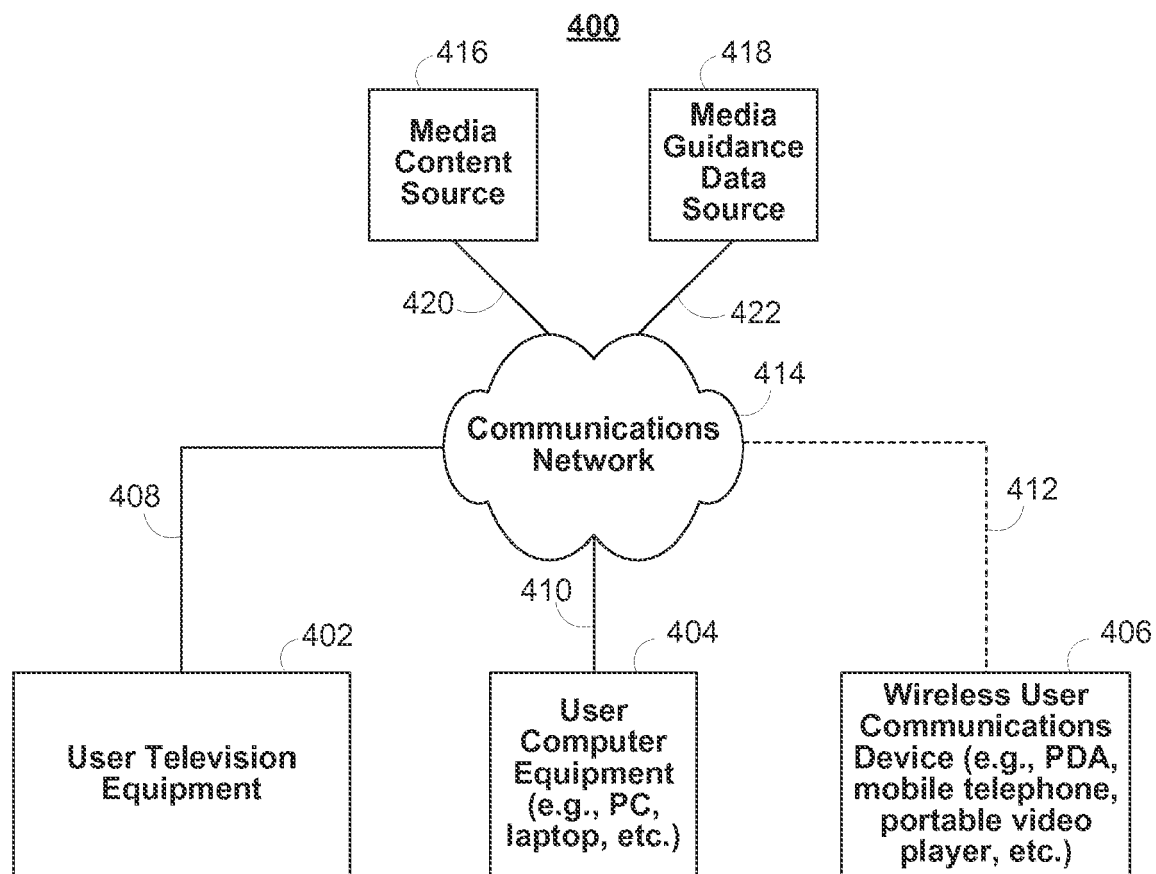 400
416
418
Media
Content
Source
Media
Guidance
Data
Source
420
422
414
Communications
Network
408
412
410
402
404
406
User Television
Equipment
User
Computer
Equipment
(e.g., PC,
laptop, etc.)
Wireless User
Communications
Device (e.g., PDA,
mobile telephone,
portable video
player, etc.)